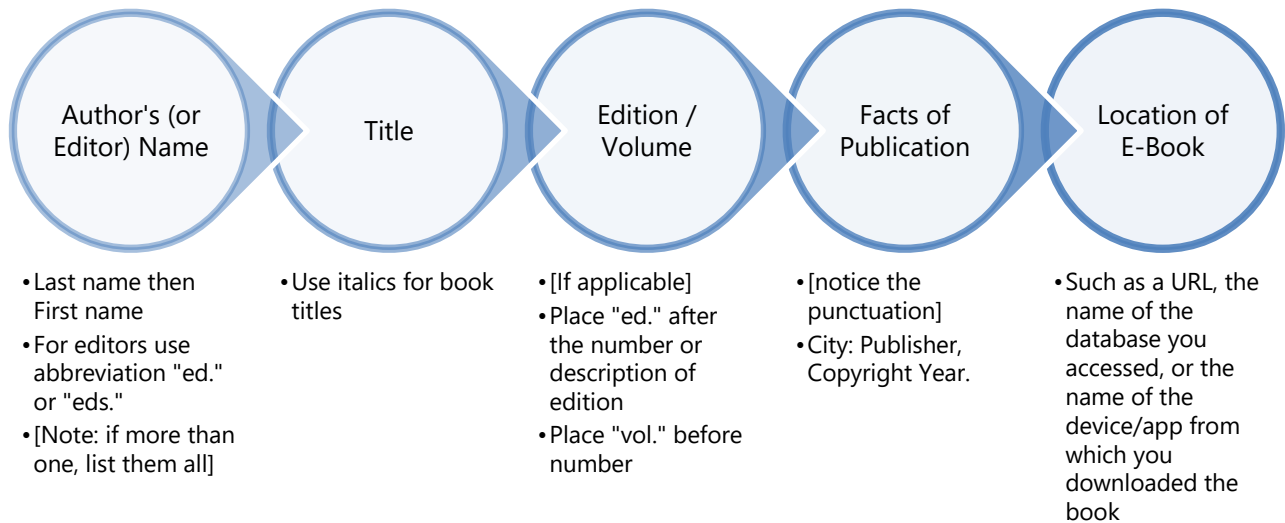 Author's (or
Editor) Name
Title
Edition /
Volume
Facts of
Publication
Location of
E-Book
•Last name then
First name
•For editors use
abbreviation "ed."
or "eds."
•[Note: if more than
one, list them all]
•Use italics for book
titles
•[If applicable]
•Place "ed." after
the number or
description of
edition
•Place "vol." before
number
•[notice the
punctuation]
•City: Publisher,
Copyright Year.
•Such as a URL, the
name of the
database you
accessed, or the
name of the
device/app from
which you
downloaded the
book